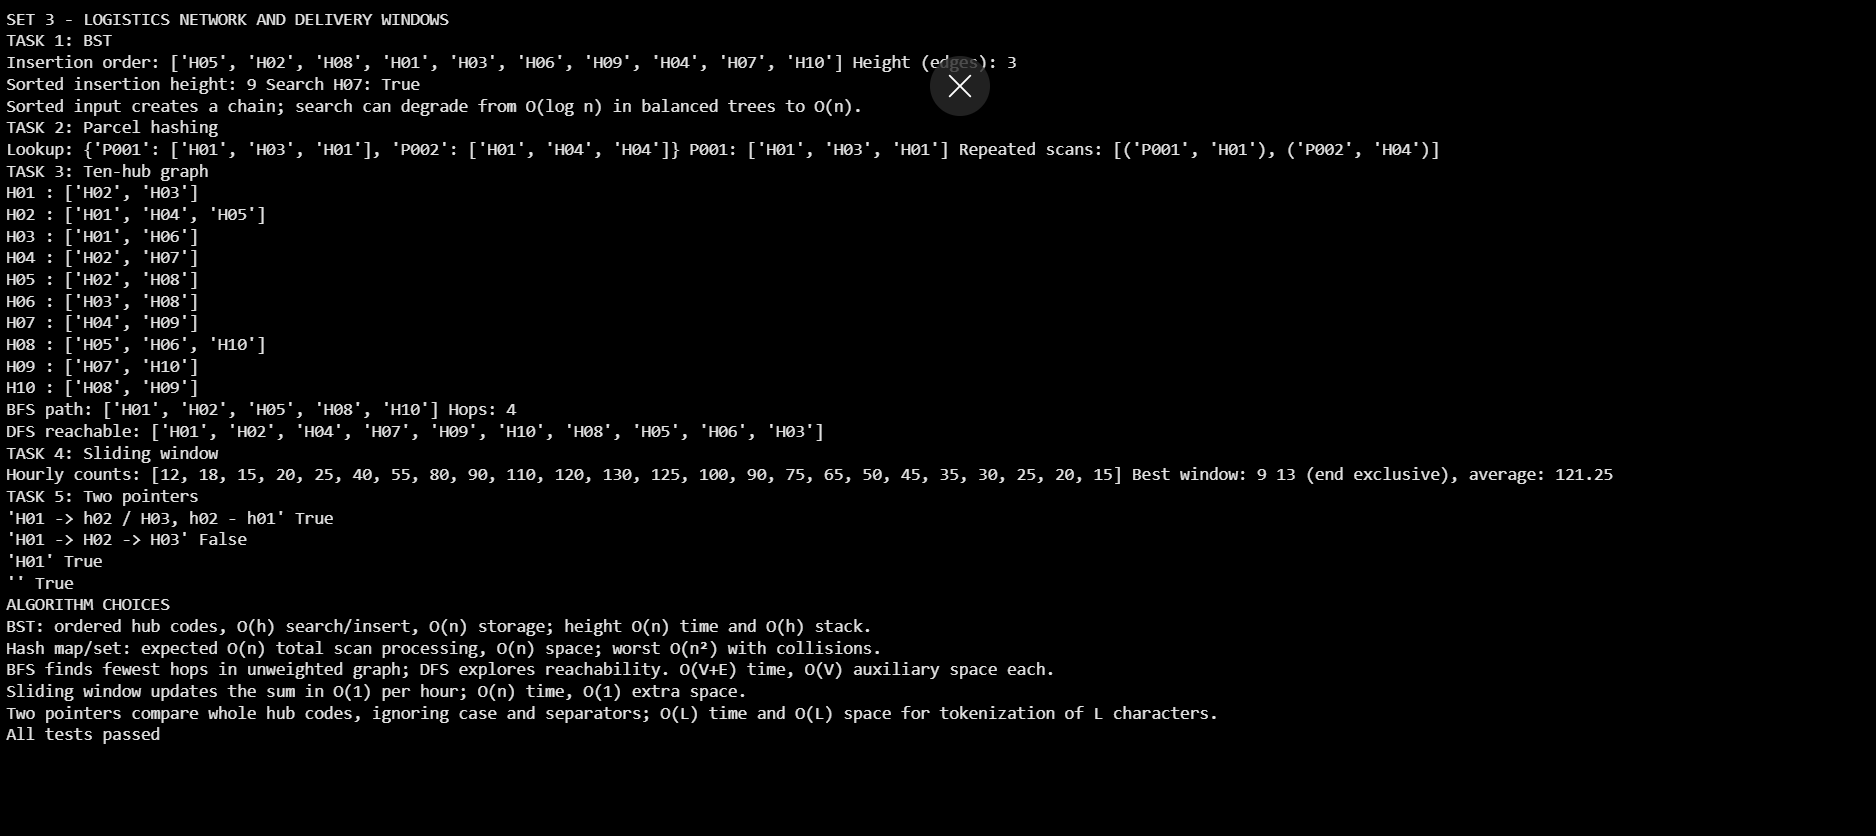 SET 3 - LOGISTICS NETWORK AND DELIVERY WINDOWS
TASK 1: BST
Insertion order: ['H05', 'H02', 'H08', 'H01', 'H03', 'H06', 'H09', 'H04', 'H07', 'H10'] Height (edges): 3
Sorted insertion height: 9 Search H07: True
Sorted input creates a chain; search can degrade from O(log n) in balanced trees to O(n).
TASK 2: Parcel hashing
Lookup: {'P001': ['H01', 'H03', 'H01'], 'P002': ['H01', 'H04', 'H04']} P001: ['H01', 'H03', 'H01'] Repeated scans: [('P001', 'H01'), ('P002', 'H04')]
TASK 3: Ten-hub graph
H01 : ['H02', 'H03']
H02 : ['H01', 'H04', 'H05']
H03 : ['H01', 'H06']
H04 : ['H02', 'H07']
H05 : ['H02', 'H08']
H06 : ['H03', 'H08']
H07 : ['H04', 'H09']
H08 : ['H05', 'H06', 'H10']
H09 : ['H07', 'H10']
H10 : ['H08', 'H09']
BFS path: ['H01', 'H02', 'H05', 'H08', 'H10'] Hops: 4
DFS reachable: ['H01', 'H02', 'H04', 'H07', 'H09', 'H10', 'H08', 'H05', 'H06', 'H03']
TASK 4: Sliding window
Hourly counts: [12, 18, 15, 20, 25, 40, 55, 80, 90, 110, 120, 130, 125, 100, 90, 75, 65, 50, 45, 35, 30, 25, 20, 15] Best window: 9 13 (end exclusive), average: 121.25
TASK 5: Two pointers
'H01 -> h02 / H03, h02 - h01' True
'H01 -> H02 -> H03' False
'H01' True
'' True
ALGORITHM CHOICES
BST: ordered hub codes, O(h) search/insert, O(n) storage; height O(n) time and O(h) stack.
Hash map/set: expected O(n) total scan processing, O(n) space; worst O(n²) with collisions.
BFS finds fewest hops in unweighted graph; DFS explores reachability. O(V+E) time, O(V) auxiliary space each.
Sliding window updates the sum in O(1) per hour; O(n) time, O(1) extra space.
Two pointers compare whole hub codes, ignoring case and separators; O(L) time and O(L) space for tokenization of L characters.
All tests passed